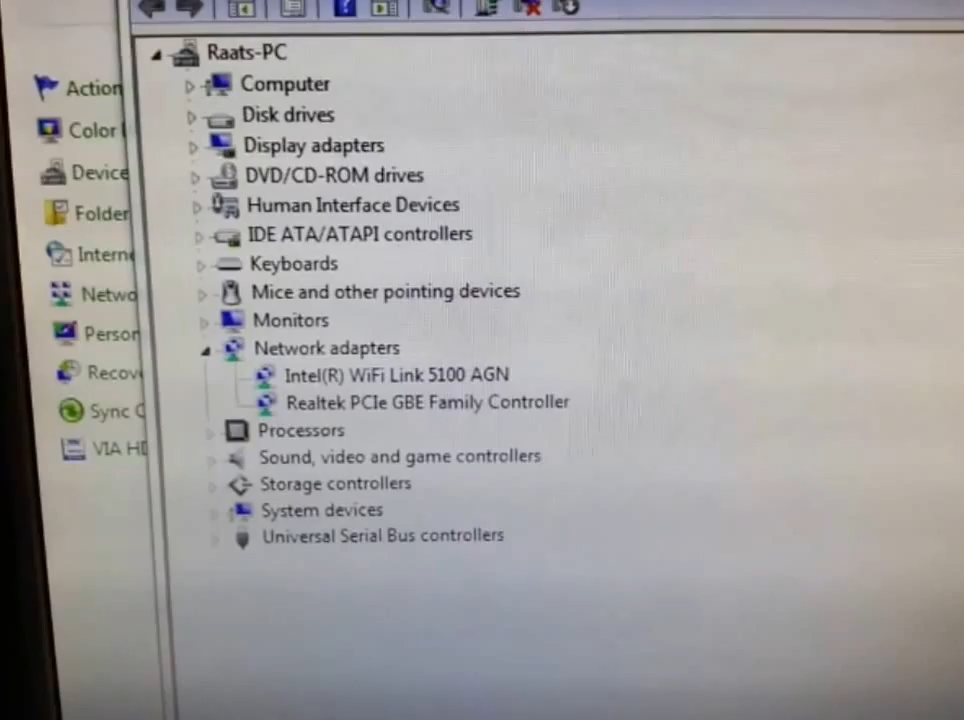 Raats-PC
Computer
Disk drives
Display adapters
DVD/CD-ROM drives
Human Interface Devices
IDE ATA/ATAPI controllers
Keyboards
Mice and other pointing devices
Monitors
Network adapters
Intel(R) WiFi Link 5100 AGN
Realtek PCIe GBE Family Controller
Processors
Sound, video and game controllers
Storage controllers
System devices
Universal Serial Bus controllers
Action
Color
Device
Folder
Intern
Netwo
Person
Recov
Sync C
VIA HD